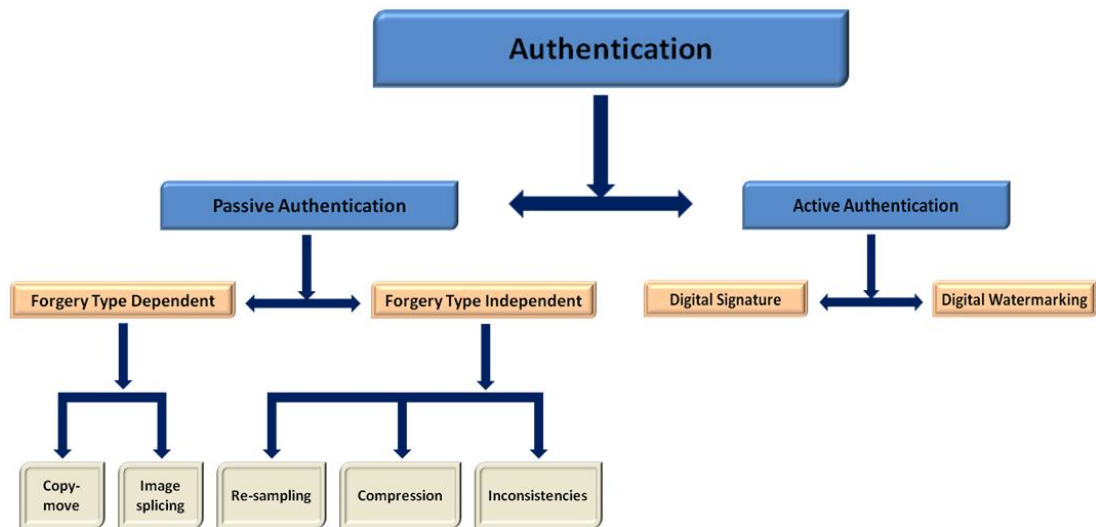 Authentication
Passive Authentication
Active Authentication
Forgery Type Dependent
Forgery Type Independent
Digital Signature
Digital Watermarking
Copy-
move
Image
splicing
Re-sampling
Compression
Inconsistencies